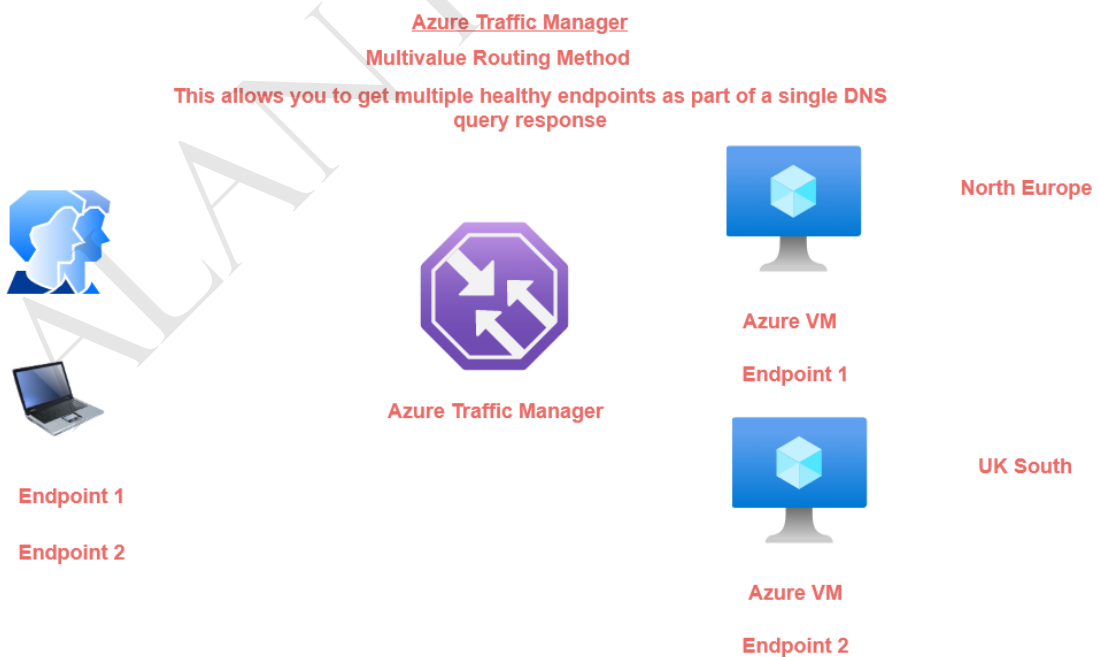 Azure Traffic Manager
Multivalue Routing Method
This allows you to get multiple healthy endpoints as part of a single DNS
query response
North Europe
Azure VM
Endpoint 1
Azure Traffic Manager
UK South
Endpoint 1
Endpoint 2
Azure VM
Endpoint 2